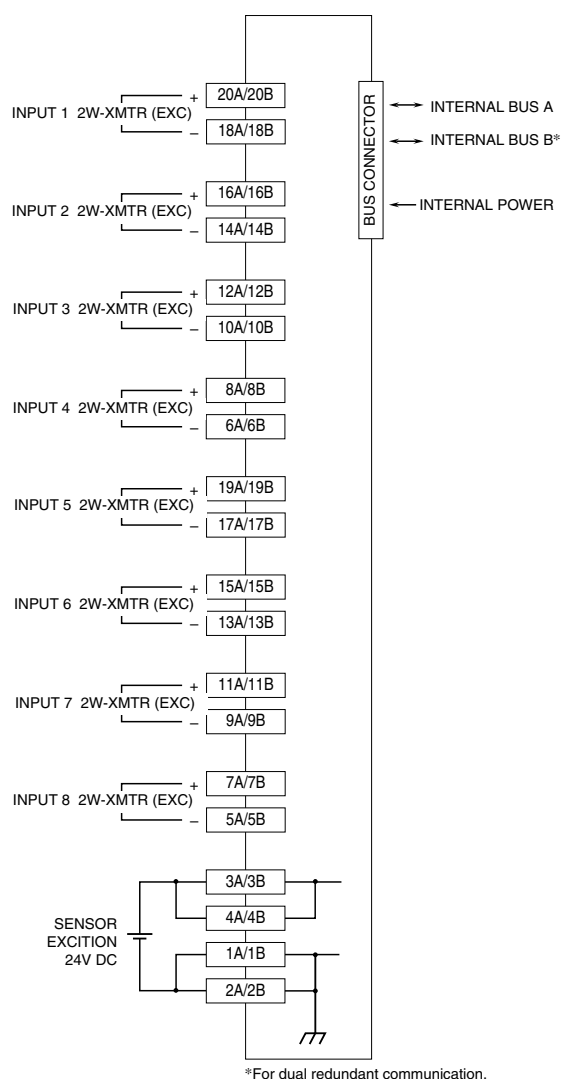 20A/20B
+
INPUT 1 2W-XMTR (EXC)
–
18A/18B
16A/16B
+
INPUT 2 2W-XMTR (EXC)
–
14A/14B
12A/12B
+
INPUT 3 2W-XMTR (EXC)
–
10A/10B
8A/8B
+
INPUT 4 2W-XMTR (EXC)
–
6A/6B
19A/19B
+
INPUT 5 2W-XMTR (EXC)
–
17A/17B
15A/15B
+
INPUT 6 2W-XMTR (EXC)
–
13A/13B
11A/11B
+
INPUT 7 2W-XMTR (EXC)
–
9A/9B
7A/7B
+
INPUT 8 2W-XMTR (EXC)
–
5A/5B
3A/3B
4A/4B
SENSOR
EXCITION
24V DC
1A/1B
2A/2B
BUS CONNECTOR
INTERNAL BUS A
INTERNAL BUS B*
INTERNAL POWER
*For dual redundant communication.